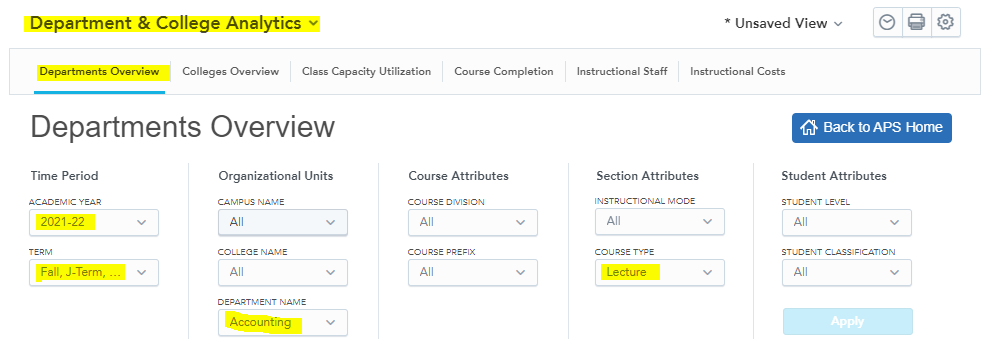 Department & College Analytics
* Unsaved View
Departments Overview
Colleges Overview
Class Capacity Utilization
Course Completion
Instructional Staff
Instructional Costs
Departments Overview
Back to APS Home
Time Period
ACADEMIC YEAR
2021-22
TERM
Fall, J-Term, ...
Organizational Units
CAMPUS NAME
All
COLLEGE NAME
All
DEPARTMENT NAME
Accounting
Course Attributes
COURSE DIVISION
All
COURSE PREFIX
All
Section Attributes
INSTRUCTIONAL MODE
All
COURSE TYPE
Lecture
Student Attributes
STUDENT LEVEL
All
STUDENT CLASSIFICATION
All
Apply